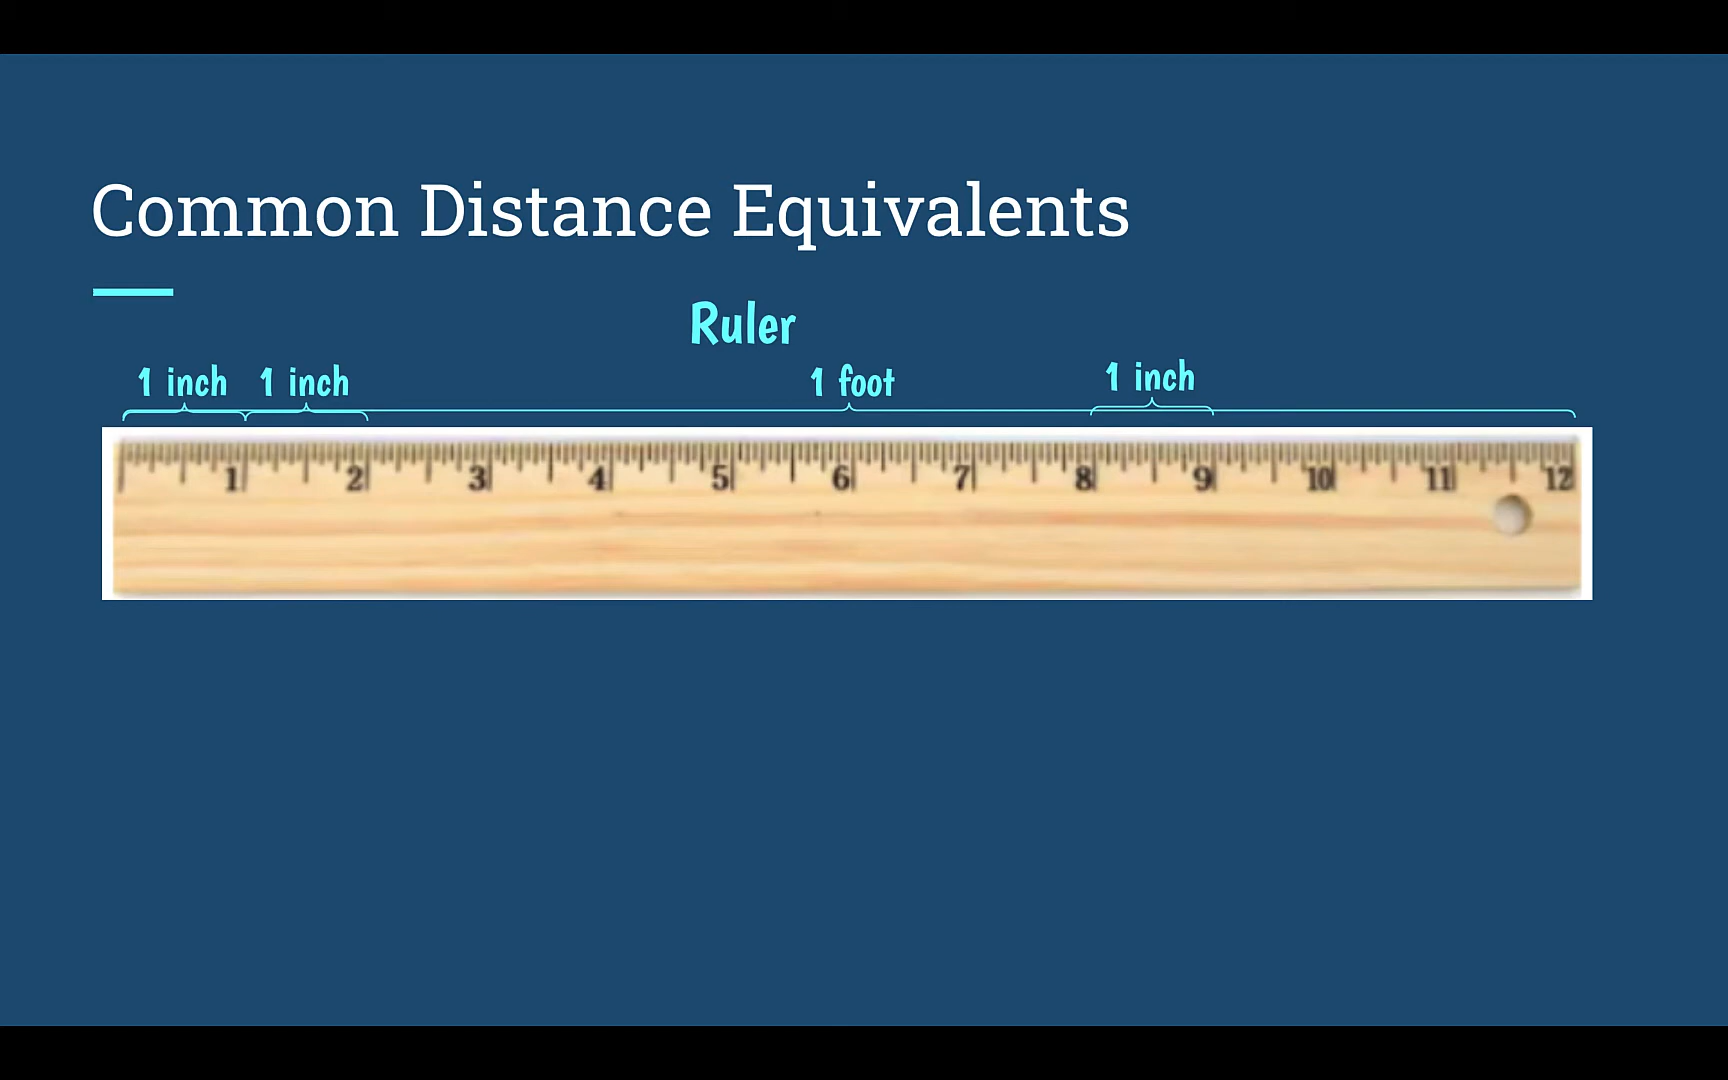 Common Distance Equivalents
Ruler
1 inch 1 inch 1 foot 1 inch
1 2 3 4 5 6 7 8 9 10 11 12